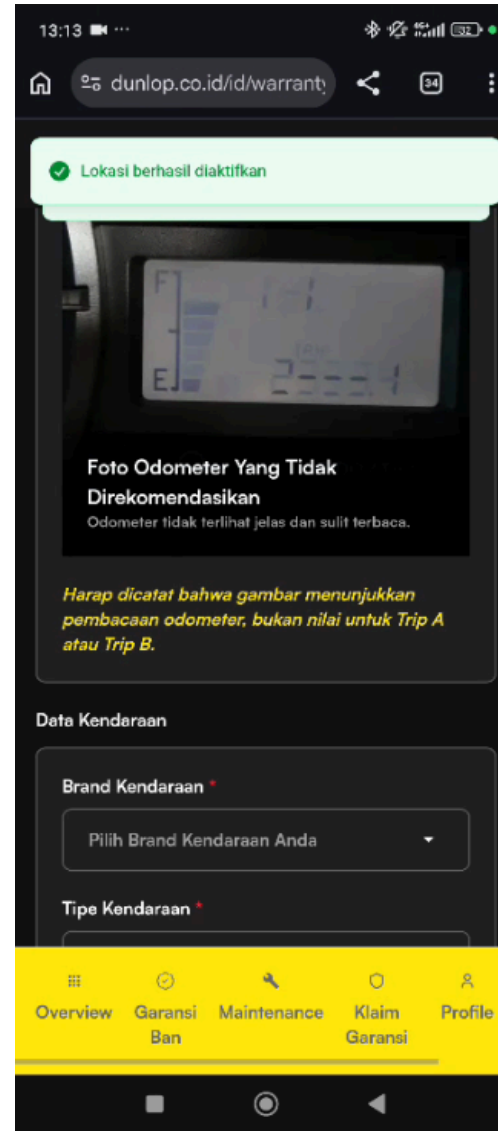 13:13
32
dunlop.co.id/id/warranty
34
Lokasi berhasil diaktifkan
F
E
Foto Odometer Yang Tidak
Direkomendasikan
Odometer tidak terlihat jelas dan sulit terbaca.
Harap dicatat bahwa gambar menunjukkan
pembacaan odometer, bukan nilai untuk Trip A
atau Trip B.
Data Kendaraan
Brand Kendaraan *
Pilih Brand Kendaraan Anda
Tipe Kendaraan *
Overview
Garansi
Ban
Maintenance
Klaim
Garansi
Profile